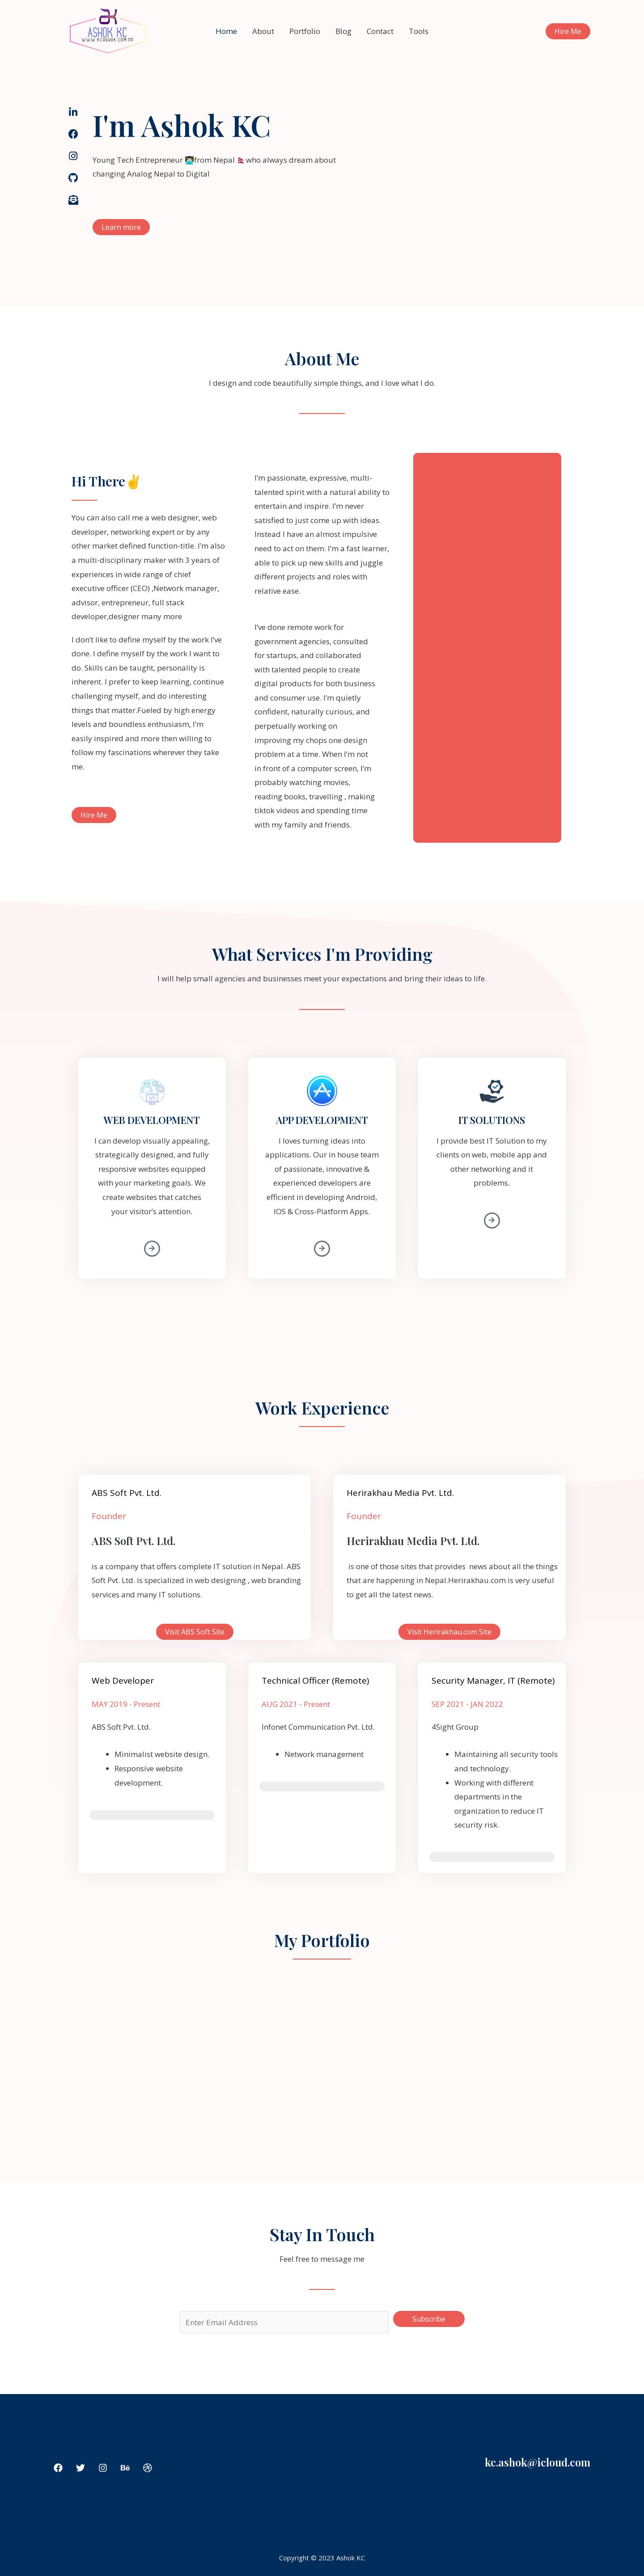 ASHOK KC
WWW.KCASHOK.COM.NP
Home
About
Portfolio
Blog
Contact
Tools
Hire Me
I'm Ashok KC
Young Tech Entrepreneur 👨🏻‍💻from Nepal 🇳🇵 who always dream about
changing Analog Nepal to Digital
Learn more
About Me
I design and code beautifully simple things, and I love what I do.
Hi There✌️
You can also call me a web designer, web
developer, networking expert or by any
other market defined function-title. I’m also
a multi-disciplinary maker with 3 years of
experiences in wide range of chief
executive officer (CEO) ,Network manager,
advisor, entrepreneur, full stack
developer,designer many more
I don’t like to define myself by the work I’ve
done. I define myself by the work I want to
do. Skills can be taught, personality is
inherent. I prefer to keep learning, continue
challenging myself, and do interesting
things that matter.Fueled by high energy
levels and boundless enthusiasm, I’m
easily inspired and more then willing to
follow my fascinations wherever they take
me.
Hire Me
I’m passionate, expressive, multi-
talented spirit with a natural ability to
entertain and inspire. I’m never
satisfied to just come up with ideas.
Instead I have an almost impulsive
need to act on them. I’m a fast learner,
able to pick up new skills and juggle
different projects and roles with
relative ease.
I’ve done remote work for
government agencies, consulted
for startups, and collaborated
with talented people to create
digital products for both business
and consumer use. I’m quietly
confident, naturally curious, and
perpetually working on
improving my chops one design
problem at a time. When I’m not
in front of a computer screen, I’m
probably watching movies,
reading books, travelling , making
tiktok videos and spending time
with my family and friends.
What Services I'm Providing
I will help small agencies and businesses meet your expectations and bring their ideas to life.
WEB DEVELOPMENT
I can develop visually appealing,
strategically designed, and fully
responsive websites equipped
with your marketing goals. We
create websites that catches
your visitor’s attention.
APP DEVELOPMENT
I loves turning ideas into
applications. Our in house team
of passionate, innovative &
experienced developers are
efficient in developing Android,
IOS & Cross-Platform Apps.
IT SOLUTIONS
I provide best IT Solution to my
clients on web, mobile app and
other networking and it
problems.
Work Experience
ABS Soft Pvt. Ltd.
Founder
ABS Soft Pvt. Ltd.
is a company that offers complete IT solution in Nepal. ABS
Soft Pvt. Ltd. is specialized in web designing , web branding
services and many IT solutions.
Visit ABS Soft Site
Herirakhau Media Pvt. Ltd.
Founder
Herirakhau Media Pvt. Ltd.
is one of those sites that provides news about all the things
that are happening in Nepal.Herirakhau.com is very useful
to get all the latest news.
Visit Herirakhau.com Site
Web Developer
MAY 2019 - Present
ABS Soft Pvt. Ltd.
Minimalist website design.
Responsive website
development.
Technical Officer (Remote)
AUG 2021 - Present
Infonet Communication Pvt. Ltd.
Network management
Security Manager, IT (Remote)
SEP 2021 - JAN 2022
4Sight Group
Maintaining all security tools
and technology.
Working with different
departments in the
organization to reduce IT
security risk.
My Portfolio
Stay In Touch
Feel free to message me
Enter Email Address
Subscribe
kc.ashok@icloud.com
Copyright © 2023 Ashok KC